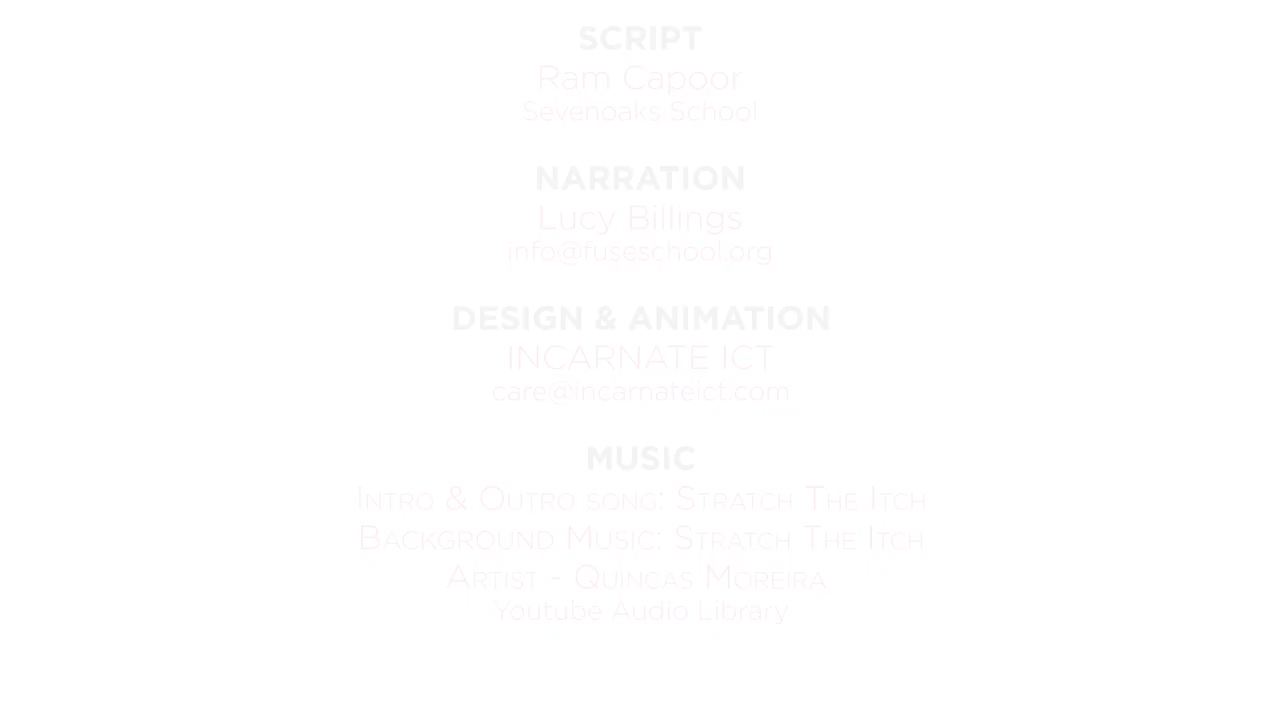 SCRIPT
Ram Capoor
Sevenoaks School
NARRATION
Lucy Billings
info@fuseschool.org
DESIGN & ANIMATION
INCARNATE ICT
care@incarnateict.com
MUSIC
Intro & Outro song: Stratch The Itch
Background Music: Stratch The Itch
Artist - Quincas Moreira
Youtube Audio Library